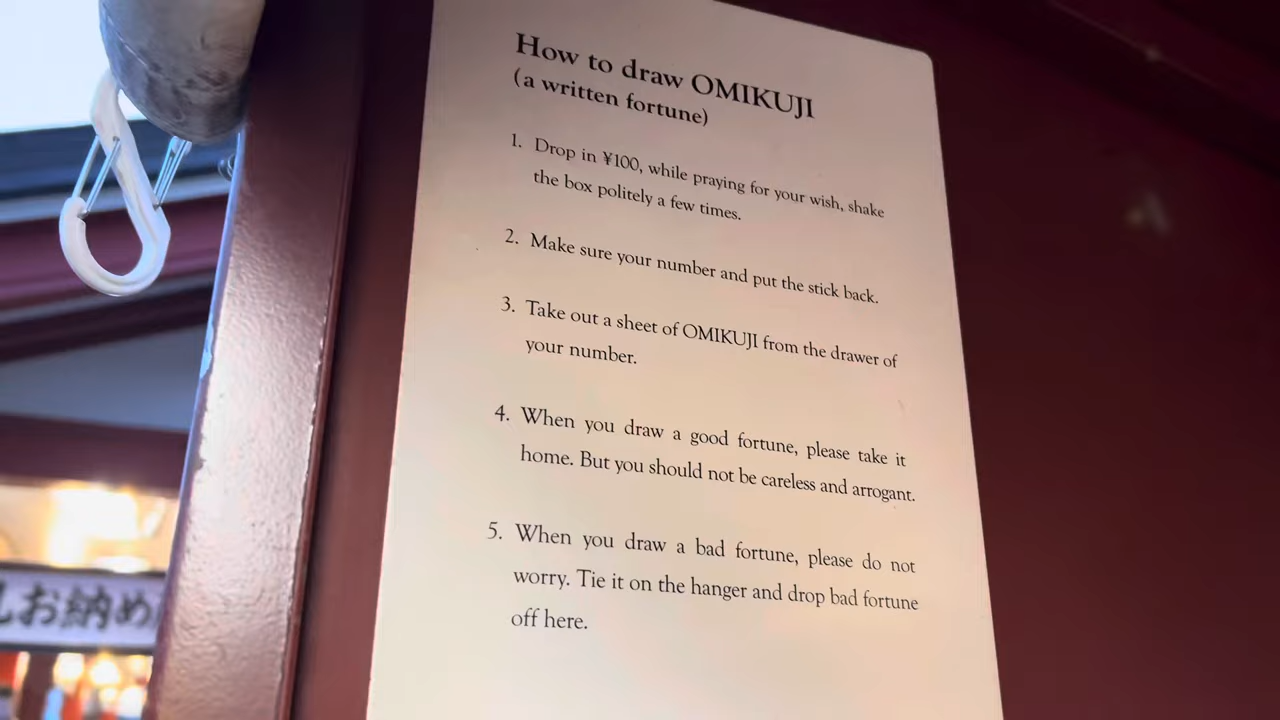 How to draw OMIKUJI
(a written fortune)
1. Drop in ¥100, while praying for your wish, shake
the box politely a few times.
2. Make sure your number and put the stick back.
3. Take out a sheet of OMIKUJI from the drawer of
your number.
4. When you draw a good fortune, please take it
home. But you should not be careless and arrogant.
5. When you draw a bad fortune, please do not
worry. Tie it on the hanger and drop bad fortune
off here.
お納め